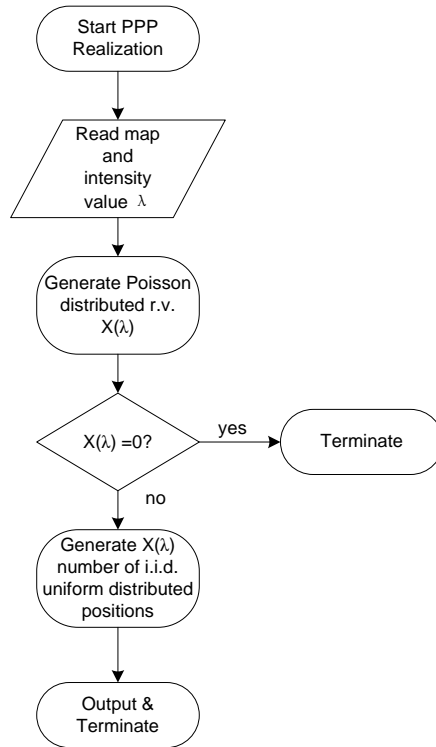 Start PPP
Realization
Read map
and
intensity
value λ
Generate Poisson
distributed r.v.
X(λ)
X(λ) =0?
yes
Terminate
no
Generate X(λ)
number of i.i.d.
uniform distributed
positions
Output &
Terminate